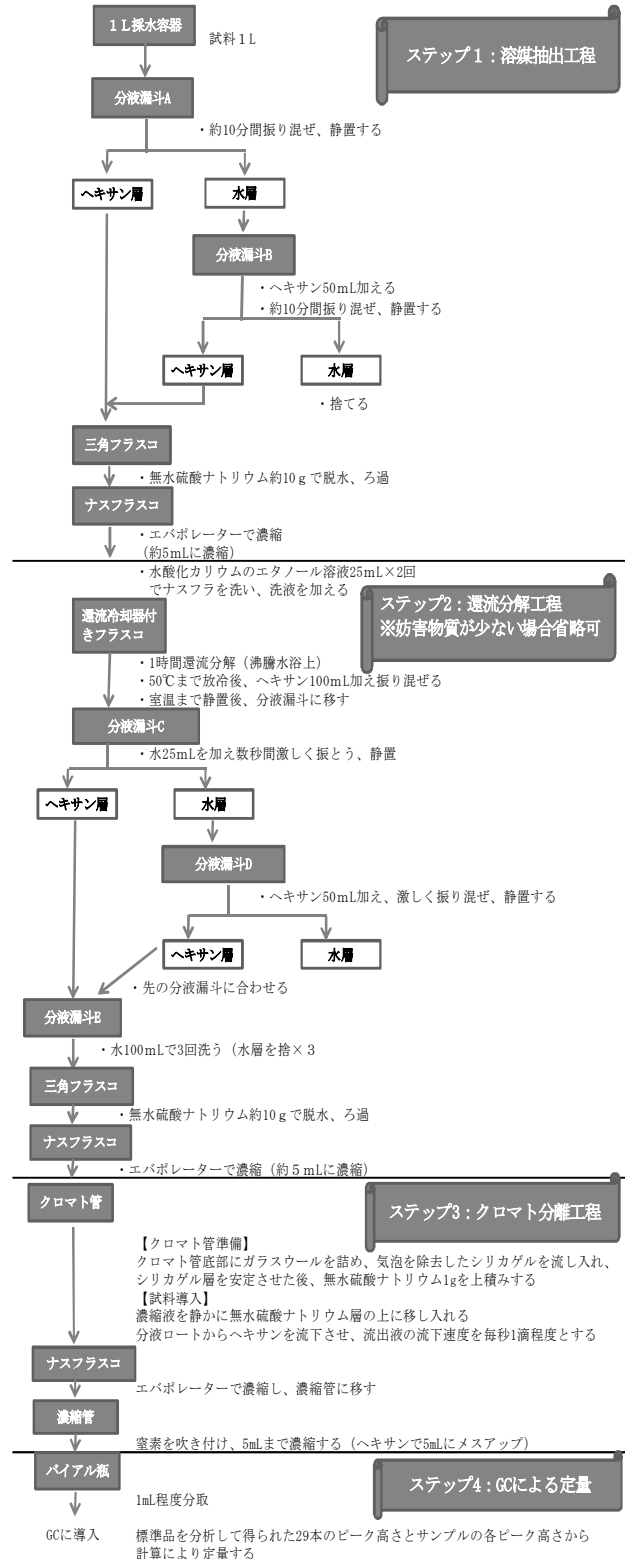 1L採水容器
試料1L
ステップ1：溶媒抽出工程
分液漏斗A
・約10分間振り混ぜ、静置する
ヘキサン層
水層
分液漏斗B
・ヘキサン50mL加える
・約10分間振り混ぜ、静置する
ヘキサン層
水層
・捨てる
三角フラスコ
・無水硫酸ナトリウム約10gで脱水、ろ過
ナスフラスコ
・エバポレーターで濃縮
(約5mLに濃縮)
・水酸化カリウムのエタノール溶液25mL×2回
でナスフラを洗い、洗液を加える
ステップ2：還流分解工程
※妨害物質が少ない場合省略可
還流冷却器付
きフラスコ
・1時間還流分解（沸騰水浴上）
・50℃まで放冷後、ヘキサン100mL加え振り混ぜる
・室温まで静置後、分液漏斗に移す
分液漏斗C
・水25mLを加え数秒間激しく振とう、静置
ヘキサン層
水層
分液漏斗D
・ヘキサン50mL加え、激しく振り混ぜ、静置する
ヘキサン層
水層
・先の分液漏斗に合わせる
分液漏斗E
・水100mLで3回洗う（水層を捨×３
三角フラスコ
・無水硫酸ナトリウム約10gで脱水、ろ過
ナスフラスコ
・エバポレーターで濃縮（約５mLに濃縮）
クロマト管
ステップ3：クロマト分離工程
【クロマト管準備】
クロマト管底部にガラスウールを詰め、気泡を除去したシリカゲルを流し入れ、
シリカゲル層を安定させた後、無水硫酸ナトリウム1gを上積みする
【試料導入】
濃縮液を静かに無水硫酸ナトリウム層の上に移し入れる
分液ロートからヘキサンを流下させ、流出液の流下速度を毎秒1滴程度とする
ナスフラスコ
エバポレーターで濃縮し、濃縮管に移す
濃縮管
窒素を吹き付け、5mLまで濃縮する（ヘキサンで5mLにメスアップ）
バイアル瓶
ステップ4：GCによる定量
1mL程度分取
GCに導入
標準品を分析して得られた29本のピーク高さとサンプルの各ピーク高さから
計算により定量する